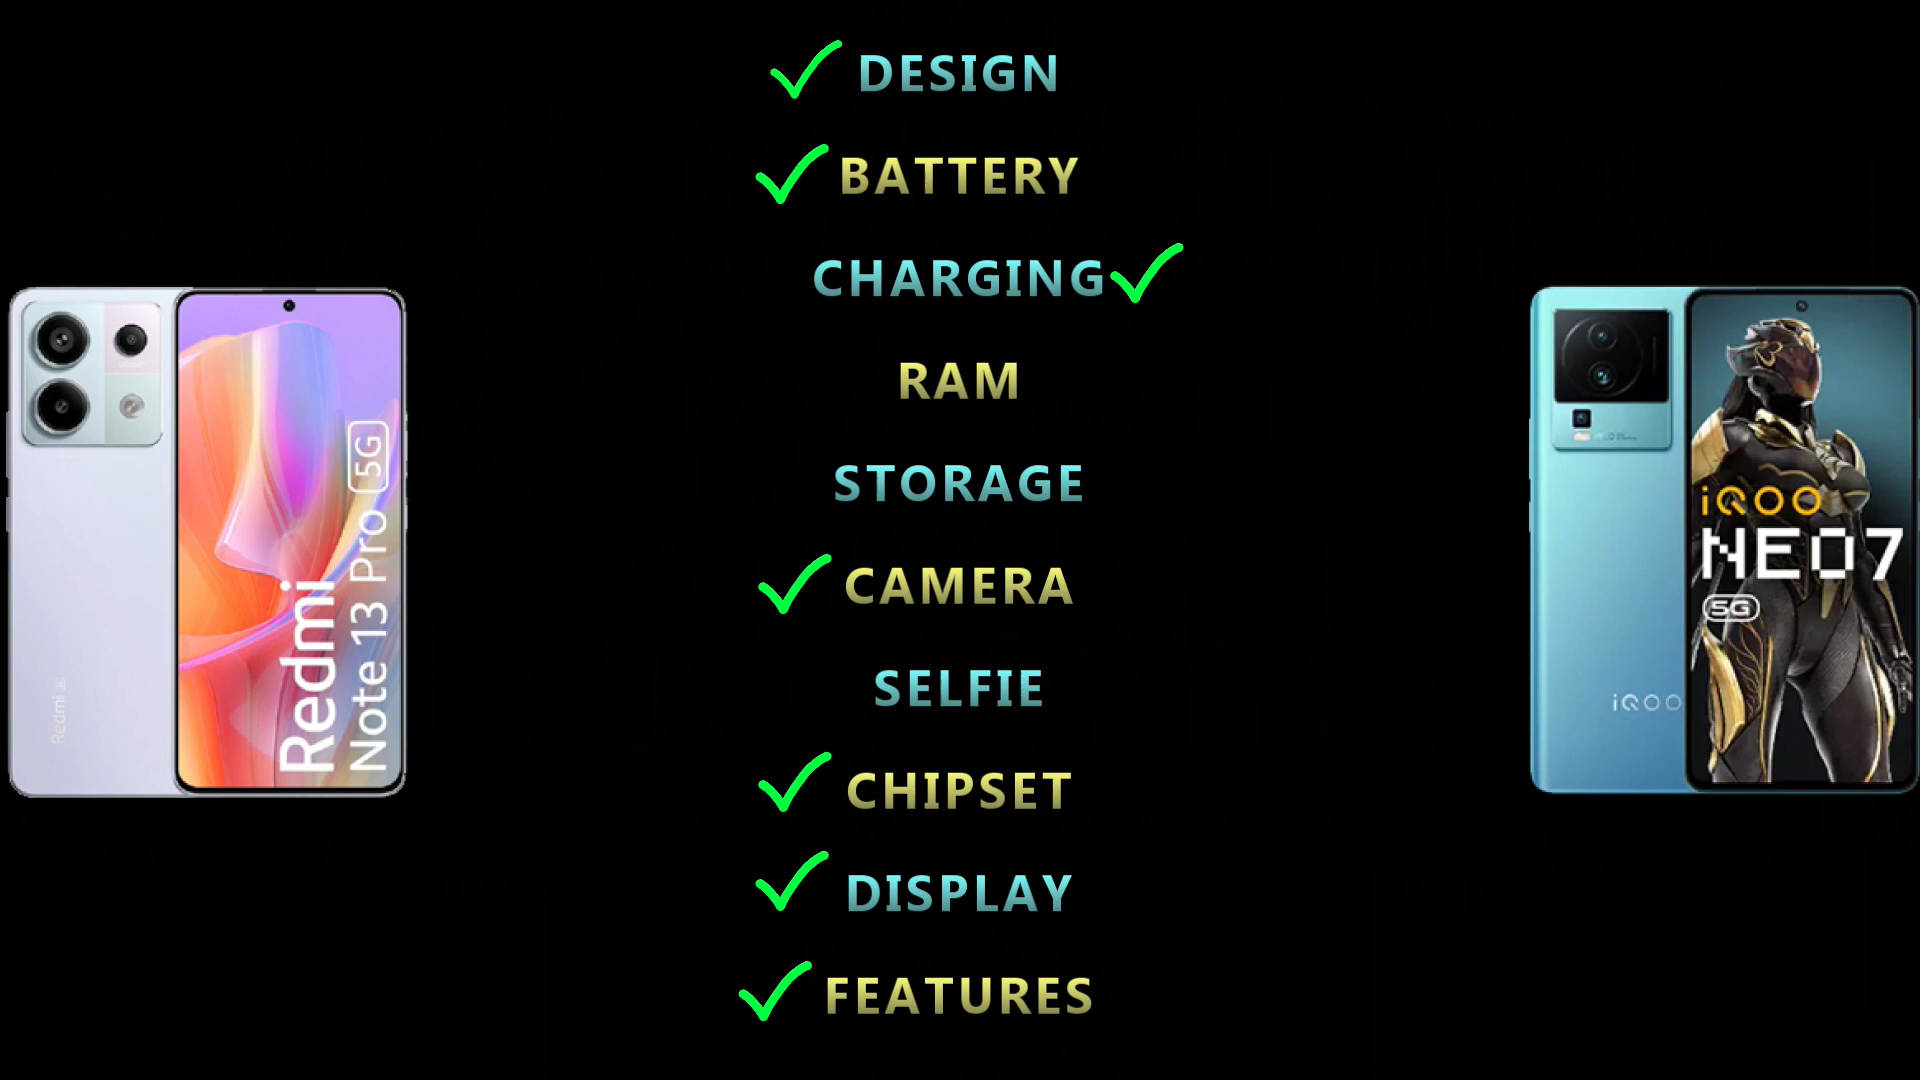 DESIGN
BATTERY
CHARGING
RAM
STORAGE
CAMERA
SELFIE
CHIPSET
DISPLAY
FEATURES
Redmi
Redmi
Note 13 Pro 5G
iQOO
iQOO
NEO7
5G